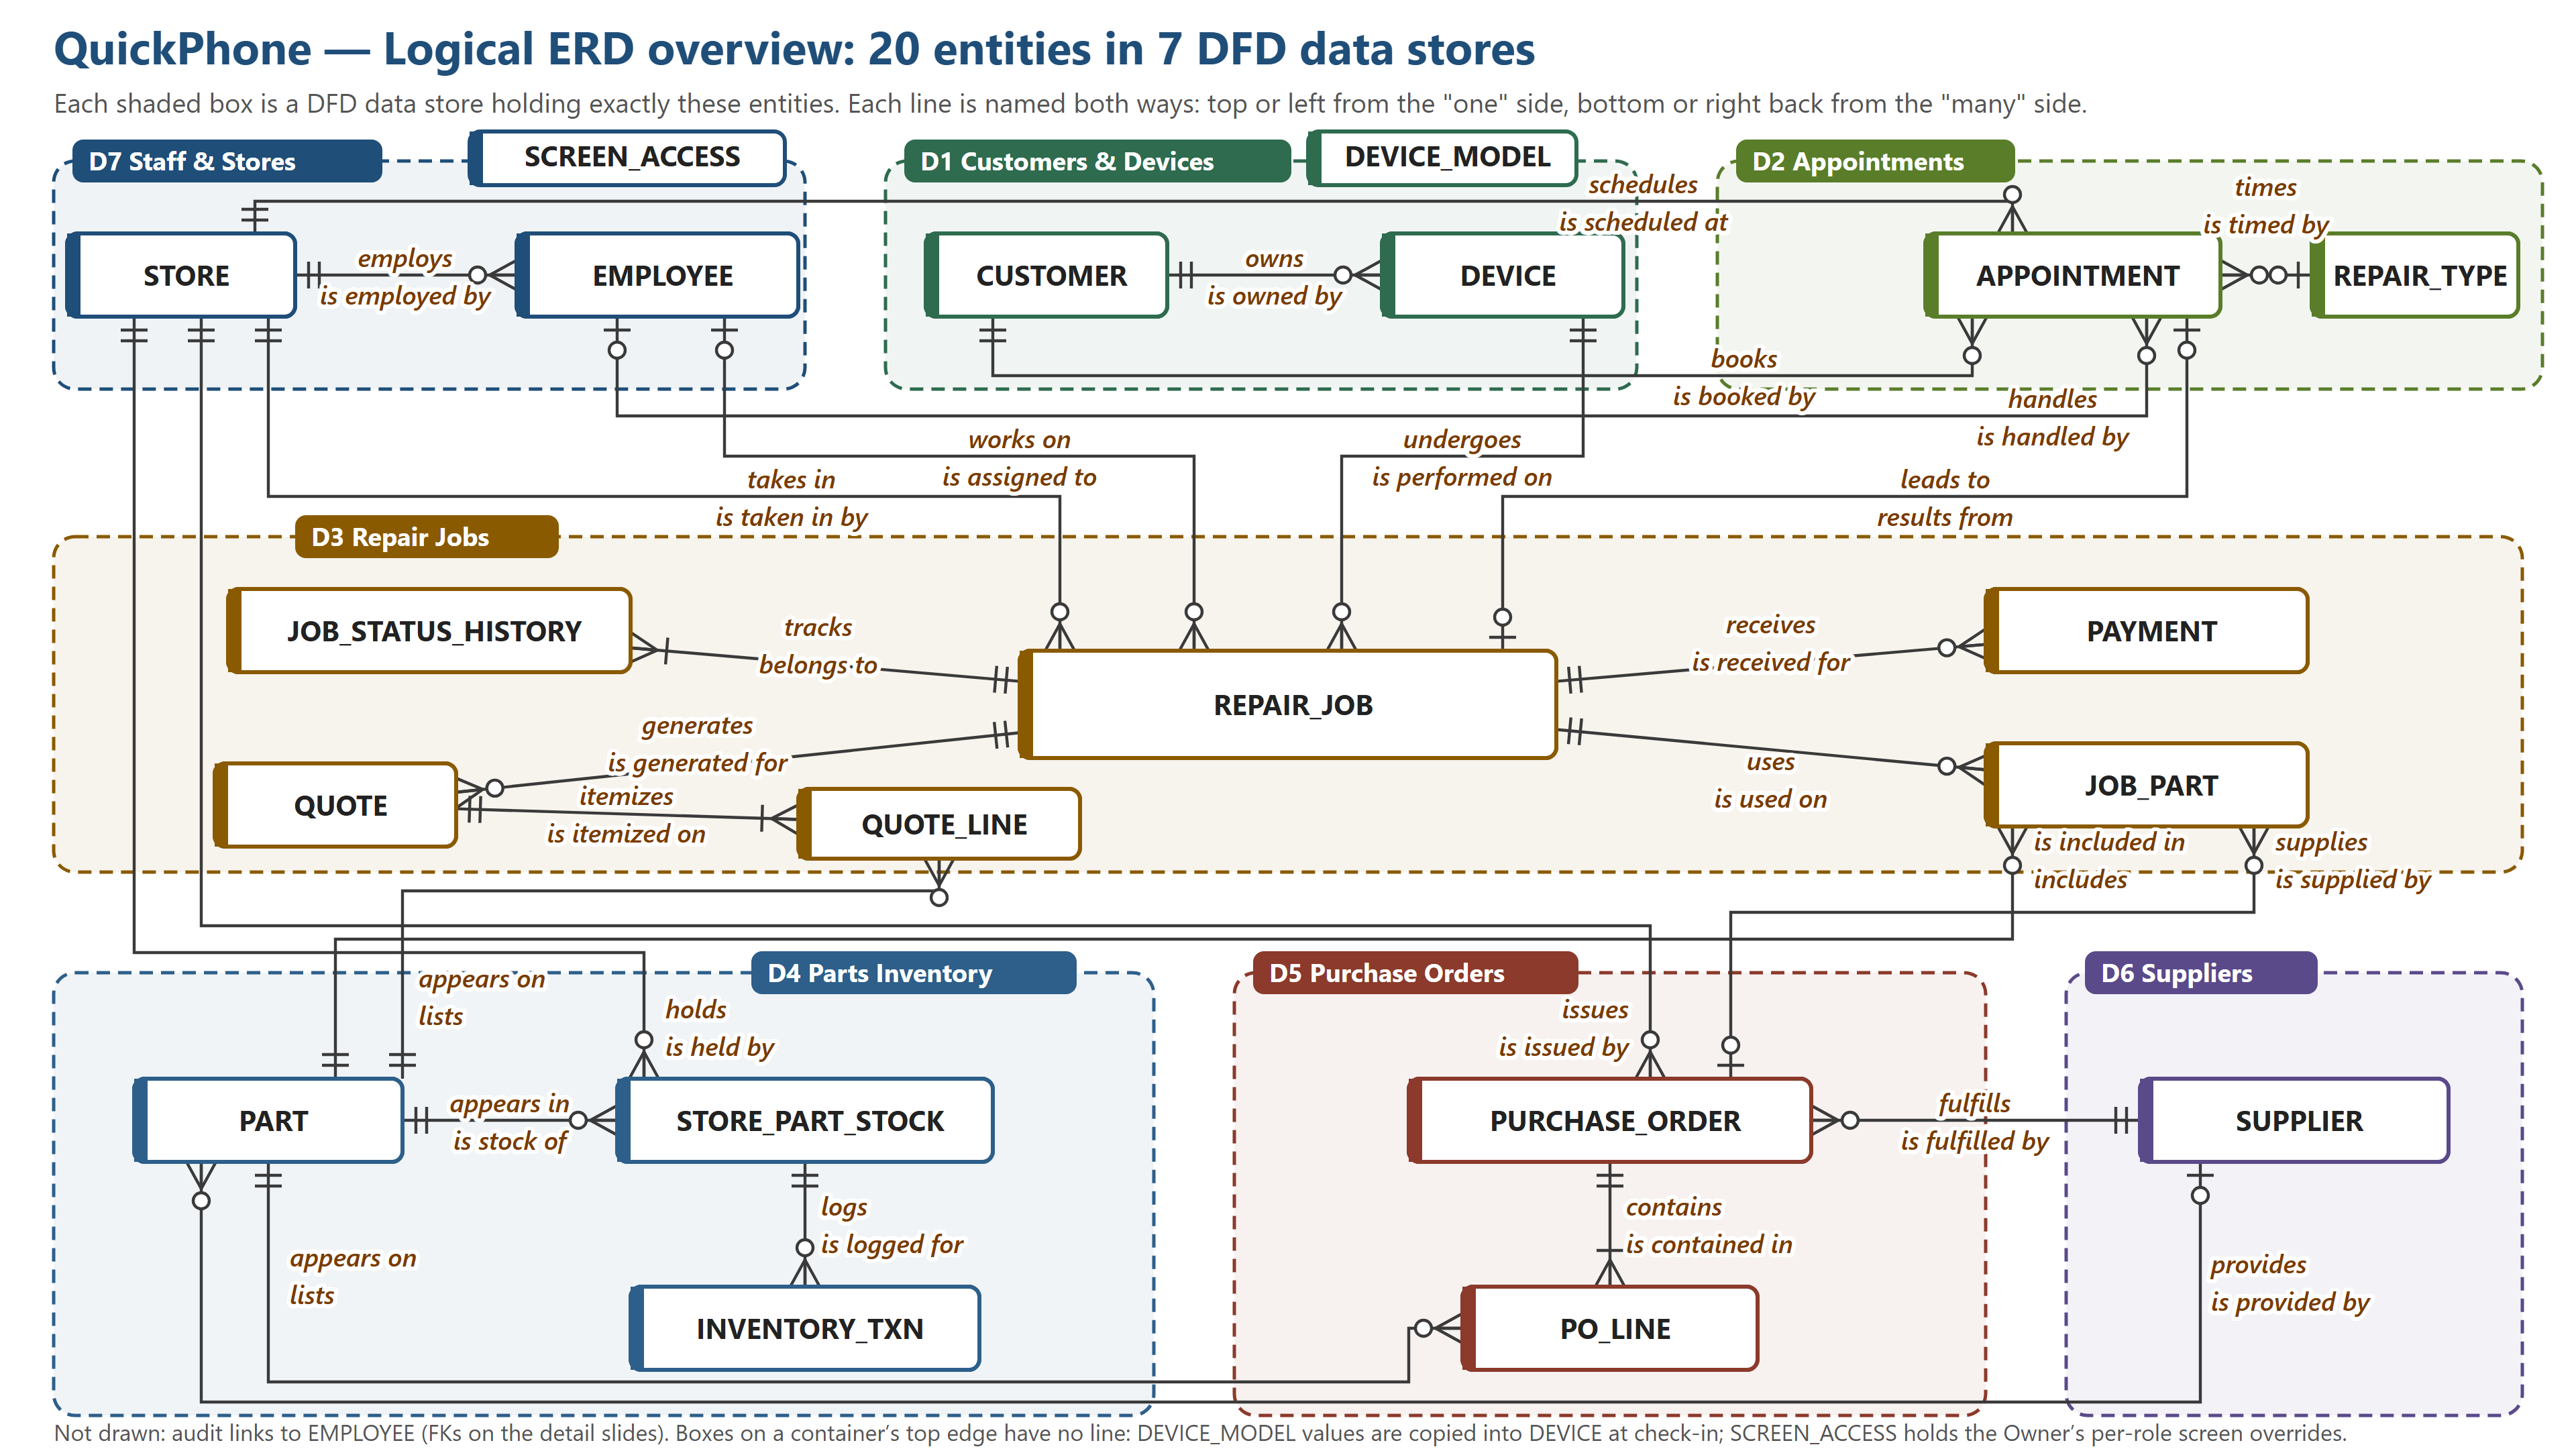 QuickPhone — Logical ERD overview: 20 entities in 7 DFD data stores
Each shaded box is a DFD data store holding exactly these entities. Each line is named both ways: top or left from the "one" side, bottom or right back from the "many" side.
D7 Staff & Stores
SCREEN_ACCESS
D1 Customers & Devices
DEVICE_MODEL
D2 Appointments
schedules
is scheduled at
times
is timed by
STORE
employs
is employed by
EMPLOYEE
CUSTOMER
owns
is owned by
DEVICE
APPOINTMENT
REPAIR_TYPE
books
is booked by
handles
is handled by
works on
is assigned to
undergoes
is performed on
takes in
is taken in by
leads to
results from
D3 Repair Jobs
JOB_STATUS_HISTORY
tracks
belongs to
REPAIR_JOB
receives
is received for
PAYMENT
generates
is generated for
QUOTE
itemizes
is itemized on
QUOTE_LINE
uses
is used on
JOB_PART
is included in
includes
supplies
is supplied by
D4 Parts Inventory
D5 Purchase Orders
D6 Suppliers
appears on
lists
holds
is held by
issues
is issued by
PART
appears in
is stock of
STORE_PART_STOCK
PURCHASE_ORDER
fulfills
is fulfilled by
SUPPLIER
logs
is logged for
contains
is contained in
appears on
lists
provides
is provided by
INVENTORY_TXN
PO_LINE
Not drawn: audit links to EMPLOYEE (FKs on the detail slides). Boxes on a container's top edge have no line: DEVICE_MODEL values are copied into DEVICE at check-in; SCREEN_ACCESS holds the Owner's per-role screen overrides.